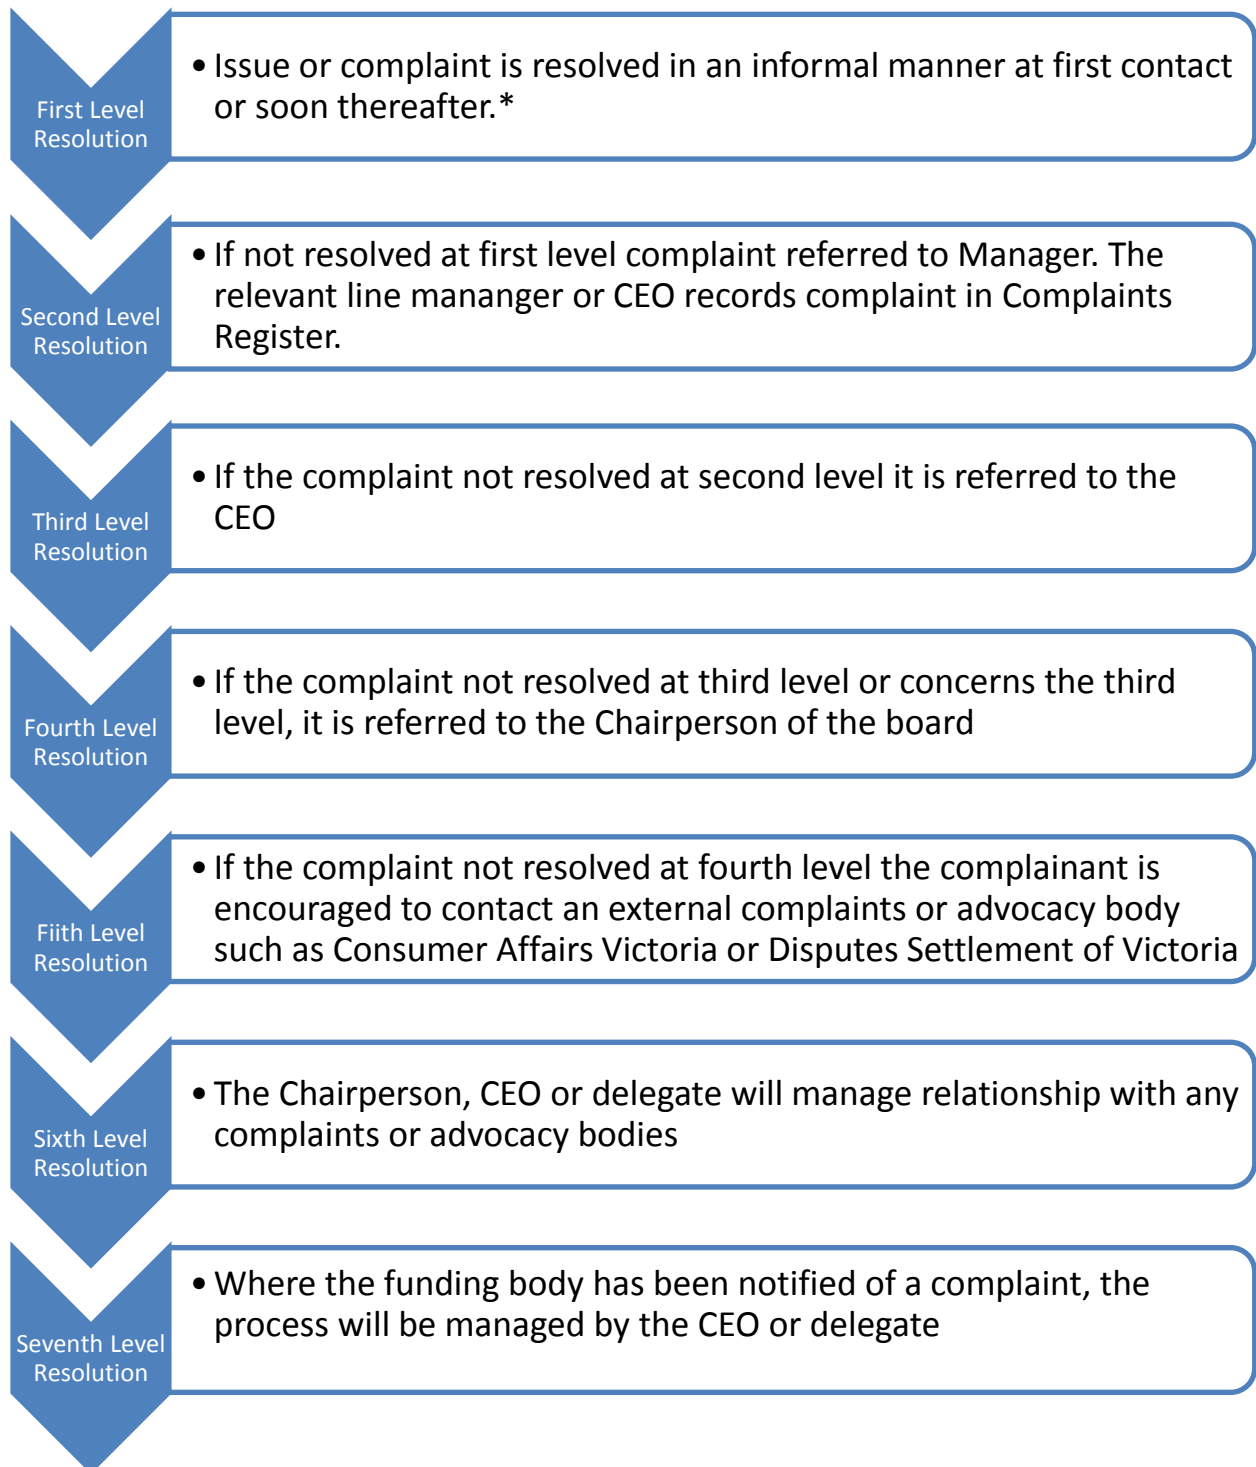 First Level
Resolution
• Issue or complaint is resolved in an informal manner at first contact
or soon thereafter.*
Second Level
Resolution
• If not resolved at first level complaint referred to Manager. The
relevant line mananger or CEO records complaint in Complaints
Register.
Third Level
Resolution
• If the complaint not resolved at second level it is referred to the
CEO
Fourth Level
Resolution
• If the complaint not resolved at third level or concerns the third
level, it is referred to the Chairperson of the board
Fiith Level
Resolution
• If the complaint not resolved at fourth level the complainant is
encouraged to contact an external complaints or advocacy body
such as Consumer Affairs Victoria or Disputes Settlement of Victoria
Sixth Level
Resolution
• The Chairperson, CEO or delegate will manage relationship with any
complaints or advocacy bodies
Seventh Level
Resolution
• Where the funding body has been notified of a complaint, the
process will be managed by the CEO or delegate